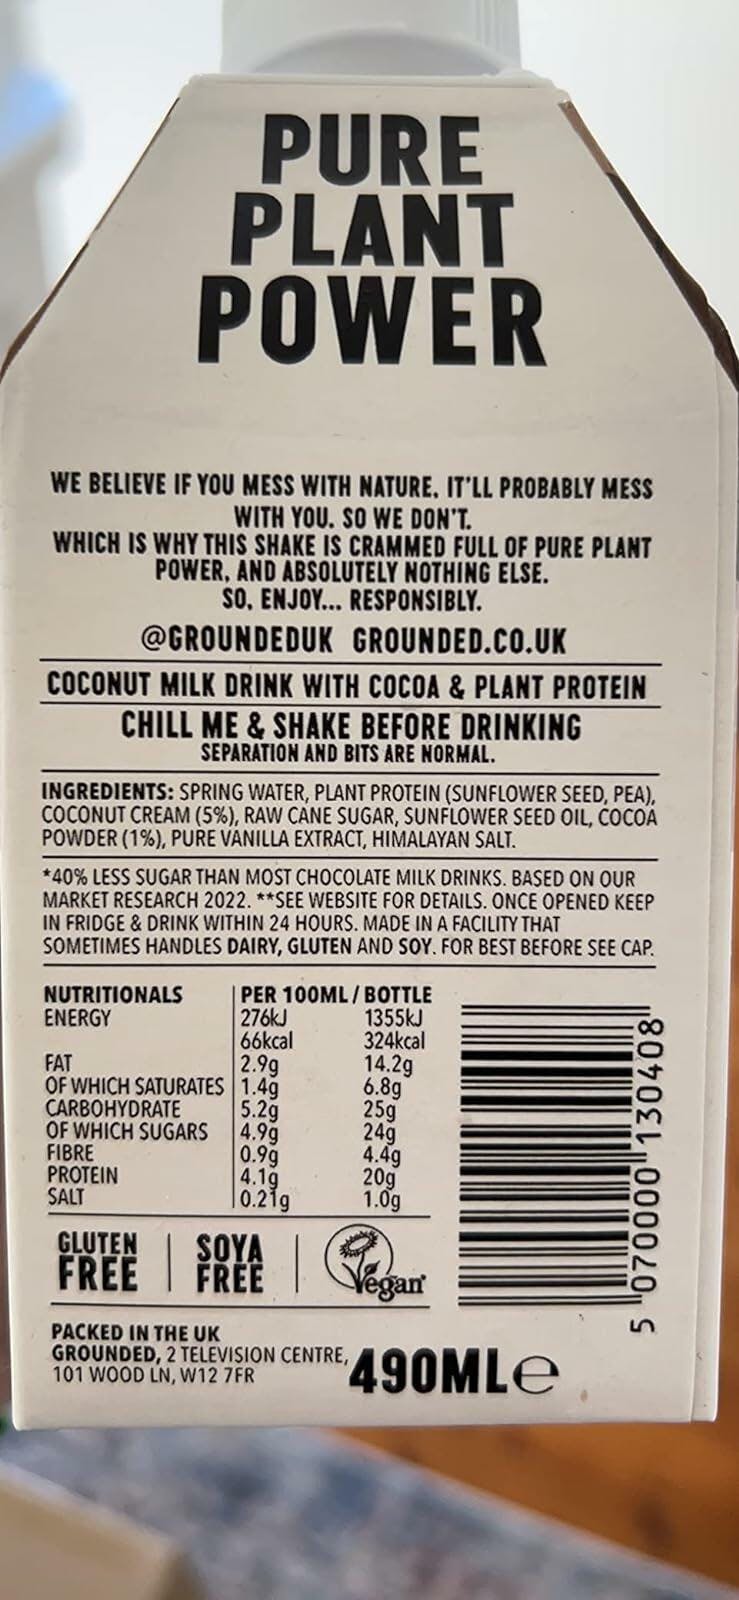 PURE
PLANT
POWER
WE BELIEVE IF YOU MESS WITH NATURE, IT'LL PROBABLY MESS
WITH YOU. SO WE DON'T.
WHICH IS WHY THIS SHAKE IS CRAMMED FULL OF PURE PLANT
POWER, AND ABSOLUTELY NOTHING ELSE.
SO, ENJOY... RESPONSIBLY.
@GROUNDEDUK GROUNDED.CO.UK
COCONUT MILK DRINK WITH COCOA & PLANT PROTEIN
CHILL ME & SHAKE BEFORE DRINKING
SEPARATION AND BITS ARE NORMAL.
INGREDIENTS: SPRING WATER, PLANT PROTEIN (SUNFLOWER SEED, PEA),
COCONUT CREAM (5%), RAW CANE SUGAR, SUNFLOWER SEED OIL, COCOA
POWDER (1%), PURE VANILLA EXTRACT, HIMALAYAN SALT.
*40% LESS SUGAR THAN MOST CHOCOLATE MILK DRINKS. BASED ON OUR
MARKET RESEARCH 2022. **SEE WEBSITE FOR DETAILS. ONCE OPENED KEEP
IN FRIDGE & DRINK WITHIN 24 HOURS. MADE IN A FACILITY THAT
SOMETIMES HANDLES DAIRY, GLUTEN AND SOY. FOR BEST BEFORE SEE CAP.
NUTRITIONALS PER 100ML / BOTTLE
ENERGY 276kJ 1355kJ
66kcal 324kcal
FAT 2.9g 14.2g
OF WHICH SATURATES 1.4g 6.8g
CARBOHYDRATE 5.2g 25g
OF WHICH SUGARS 4.9g 24g
FIBRE 0.9g 4.4g
PROTEIN 4.1g 20g
SALT 0.21g 1.0g
5 070000 130408
GLUTEN
FREE
SOYA
FREE
Vegan
PACKED IN THE UK
GROUNDED, 2 TELEVISION CENTRE,
101 WOOD LN, W12 7FR
490ML℮